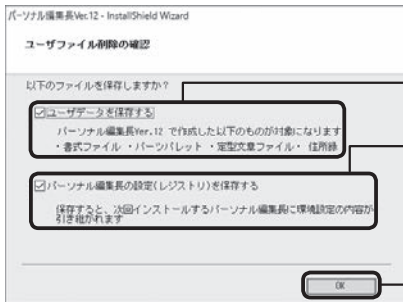 パーソナル編集長Ver.12 - InstallShield Wizard
ユーザファイル削除の確認
以下のファイルを保存しますか？
ユーザデータを保存する
パーソナル編集長Ver.12 で作成した以下のものが対象になります
・書式ファイル ・パーツパレット ・定型文章ファイル・ 住所録
パーソナル編集長の設定(レジストリ)を保存する
保存すると、次回インストールするパーソナル編集長に環境設定の内容が
引き継がれます
OK